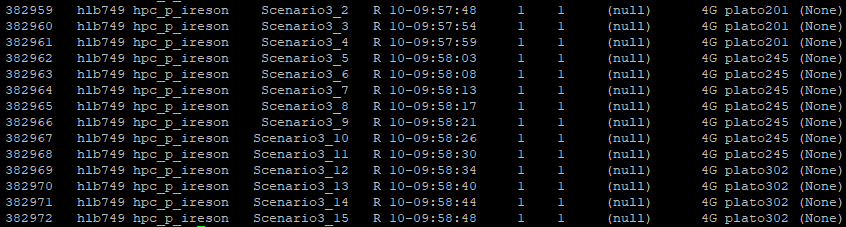 382959 hlb749 hpc_p_ireson Scenario3_2 R 10-09:57:48 1 1 (null) 4G plato201 (None)
382960 hlb749 hpc_p_ireson Scenario3_3 R 10-09:57:54 1 1 (null) 4G plato201 (None)
382961 hlb749 hpc_p_ireson Scenario3_4 R 10-09:57:59 1 1 (null) 4G plato201 (None)
382962 hlb749 hpc_p_ireson Scenario3_5 R 10-09:58:03 1 1 (null) 4G plato245 (None)
382963 hlb749 hpc_p_ireson Scenario3_6 R 10-09:58:08 1 1 (null) 4G plato245 (None)
382964 hlb749 hpc_p_ireson Scenario3_7 R 10-09:58:13 1 1 (null) 4G plato245 (None)
382965 hlb749 hpc_p_ireson Scenario3_8 R 10-09:58:17 1 1 (null) 4G plato245 (None)
382966 hlb749 hpc_p_ireson Scenario3_9 R 10-09:58:21 1 1 (null) 4G plato245 (None)
382967 hlb749 hpc_p_ireson Scenario3_10 R 10-09:58:26 1 1 (null) 4G plato245 (None)
382968 hlb749 hpc_p_ireson Scenario3_11 R 10-09:58:30 1 1 (null) 4G plato245 (None)
382969 hlb749 hpc_p_ireson Scenario3_12 R 10-09:58:34 1 1 (null) 4G plato302 (None)
382970 hlb749 hpc_p_ireson Scenario3_13 R 10-09:58:40 1 1 (null) 4G plato302 (None)
382971 hlb749 hpc_p_ireson Scenario3_14 R 10-09:58:44 1 1 (null) 4G plato302 (None)
382972 hlb749 hpc_p_ireson Scenario3_15 R 10-09:58:48 1 1 (null) 4G plato302 (None)